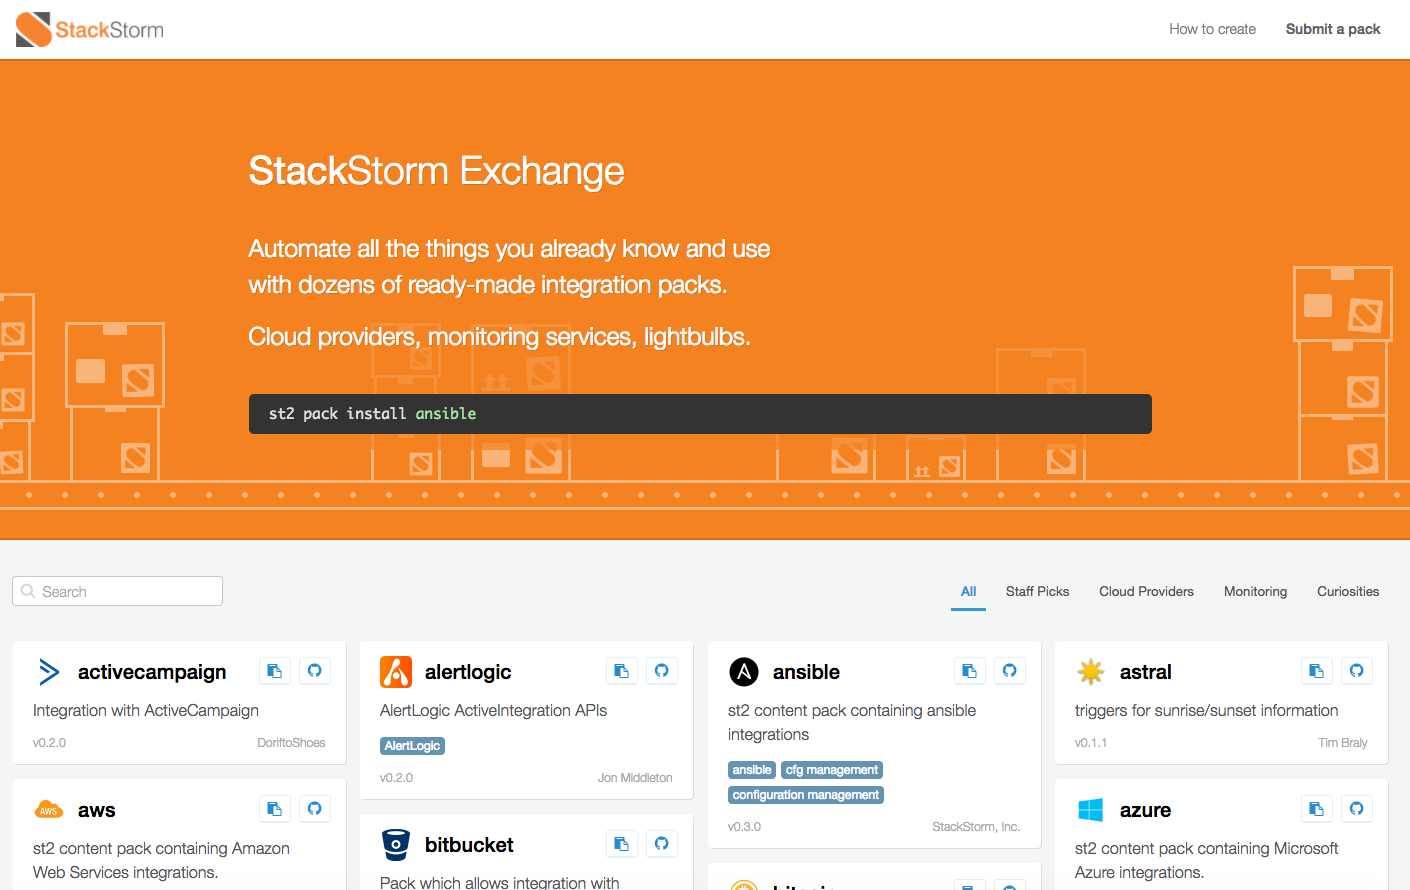 StackStorm
How to create
Submit a pack
StackStorm Exchange
Automate all the things you already know and use
with dozens of ready-made integration packs.
Cloud providers, monitoring services, lightbulbs.
st2 pack install ansible
Search
All
Staff Picks
Cloud Providers
Monitoring
Curiosities
activecampaign
Integration with ActiveCampaign
v0.2.0
DoriftoShoes
alertlogic
AlertLogic ActiveIntegration APIs
AlertLogic
v0.2.0
Jon Middleton
ansible
st2 content pack containing ansible
integrations
ansible
cfg management
configuration management
v0.3.0
StackStorm, Inc.
astral
triggers for sunrise/sunset information
v0.1.1
Tim Braly
AWS
aws
st2 content pack containing Amazon
Web Services integrations.
bitbucket
Pack which allows integration with
azure
st2 content pack containing Microsoft
Azure integrations.